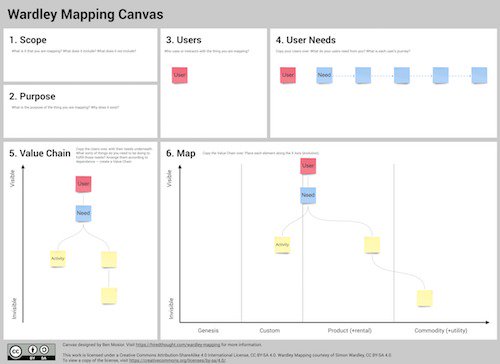 Wardley Mapping Canvas
1. Scope
What is it that you are mapping? What does it include? What does it not include?
2. Purpose
What is the purpose of the thing you are mapping? Why does it exist?
3. Users
Who uses or interacts with the thing you are mapping?
User
4. User Needs
Copy your Users over. What do your users need from you? What is each user's journey?
User
Need
5. Value Chain
Copy the Users over with their needs underneath.
What sorts of things do you need to be doing to
fulfill those needs? Arrange them according to
dependence — create a Value Chain
Visible
Invisible
User
Need
Activity
6. Map
Copy the Value Chain over. Place each element along the X Axis (evolution).
Visible
Invisible
User
Need
Activity
Genesis
Custom
Product (+rental)
Commodity (+utility)
CC BY SA
Canvas designed by Ben Mosior. Visit https://hiredthought.com/wardley-mapping for more information.
This work is licensed under a Creative Commons Attribution-ShareAlike 4.0 International License, CC BY-SA 4.0. Wardley Mapping courtesy of Simon Wardley, CC BY-SA 4.0.
To view a copy of the license, visit https://creativecommons.org/licenses/by-sa/4.0/.